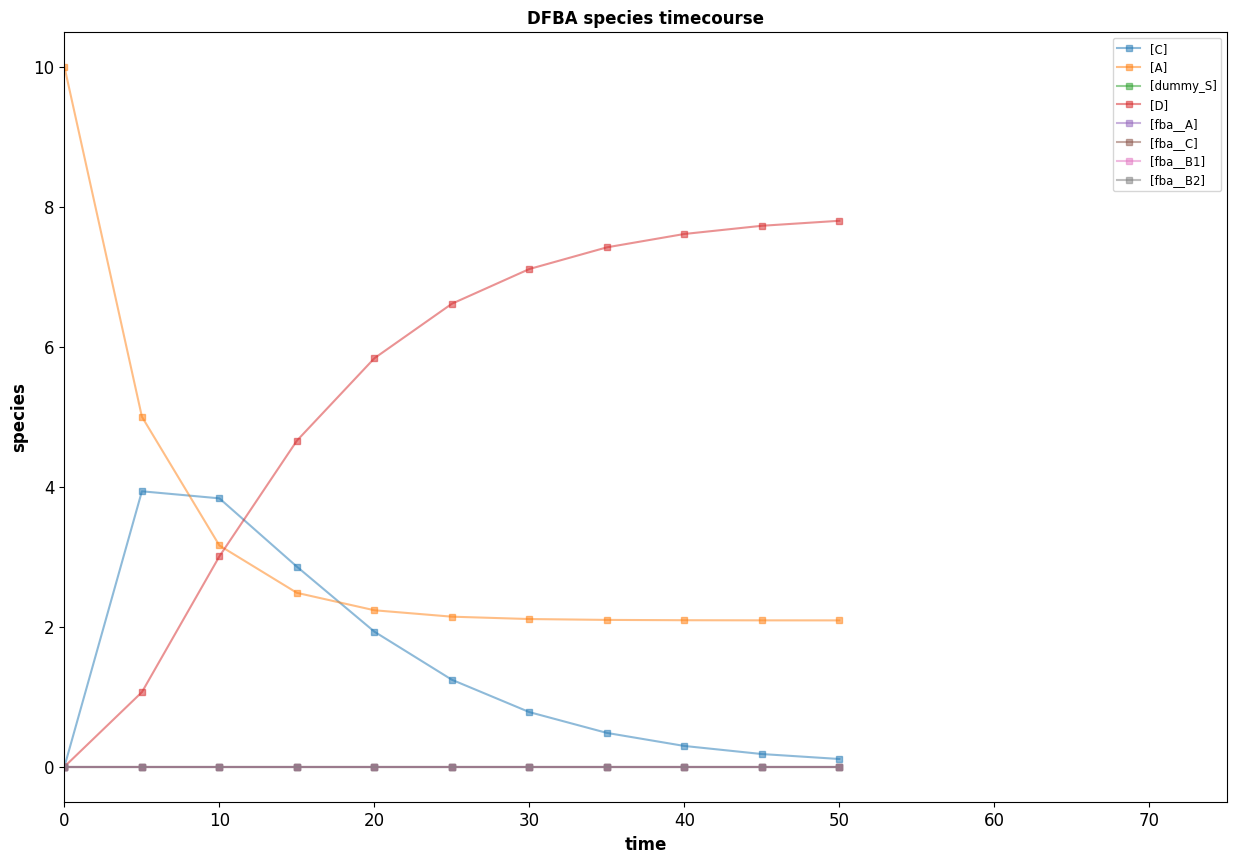 DFBA species timecourse
[C]
[A]
[dummy_S]
[D]
[fba__A]
[fba__C]
[fba__B1]
[fba__B2]
10
8
6
4
2
0
species
0 10 20 30 40 50 60 70
time